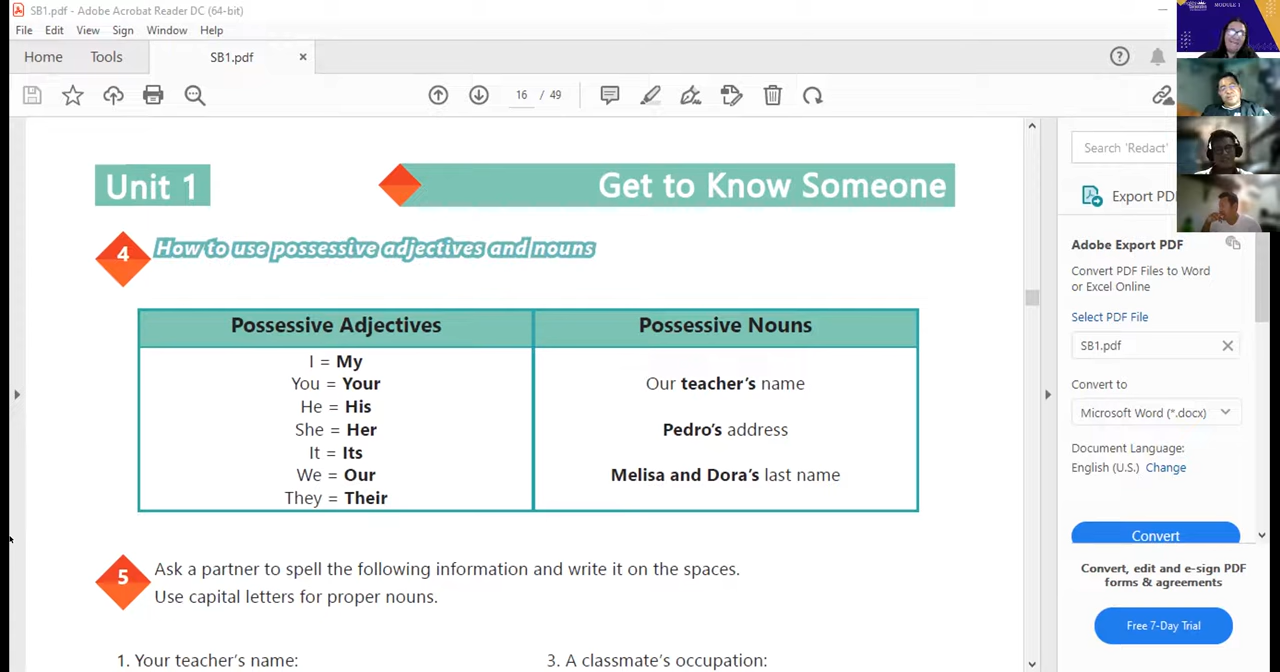 SB1.pdf - Adobe Acrobat Reader DC (64-bit)
File Edit View Sign Window Help
Home Tools SB1.pdf
16 / 49
MODULE 1
Search 'Redact'
Export PD
Unit 1
Get to Know Someone
4 How to use possessive adjectives and nouns
Possessive Adjectives
I = My
You = Your
He = His
She = Her
It = Its
We = Our
They = Their
Possessive Nouns
Our teacher's name
Pedro's address
Melisa and Dora's last name
5 Ask a partner to spell the following information and write it on the spaces.
Use capital letters for proper nouns.
1. Your teacher's name:
3. A classmate's occupation:
Adobe Export PDF
Convert PDF Files to Word
or Excel Online
Select PDF File
SB1.pdf
Convert to
Microsoft Word (*.docx)
Document Language:
English (U.S.) Change
Convert
Convert, edit and e-sign PDF
forms & agreements
Free 7-Day Trial